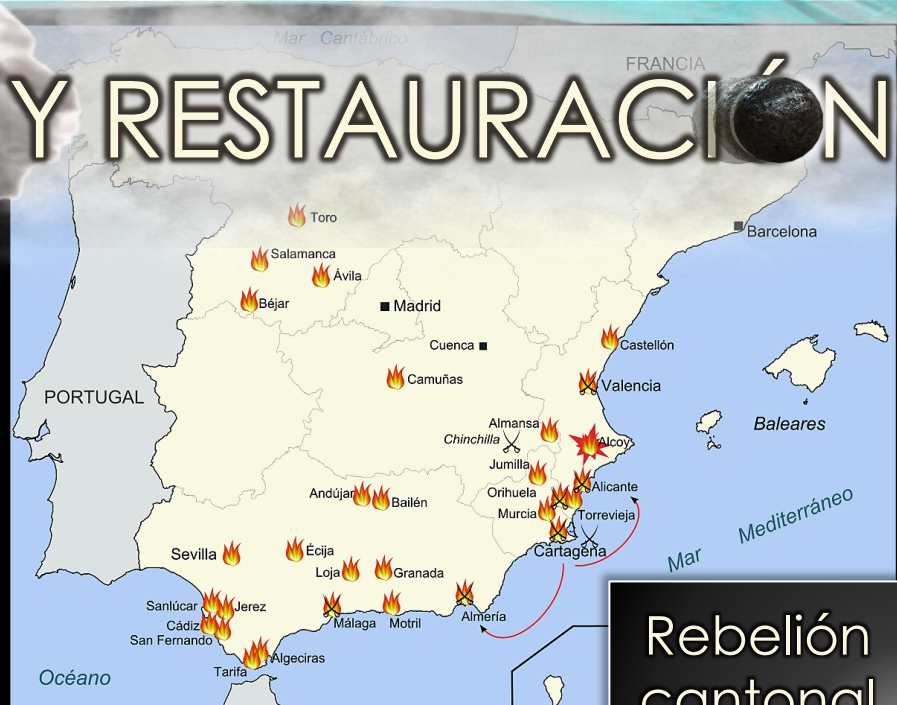 Mar Cantábrico
FRANCIA
Y RESTAURACIÓN
Toro
Barcelona
Salamanca
Ávila
Béjar
Madrid
Cuenca
Castellón
Camuñas
Valencia
PORTUGAL
Baleares
Almansa
Chinchilla
Alcoy
Jumilla
Orihuela
Alicante
Andújar
Bailén
Murcia
Torrevieja
Mar Mediterráneo
Cartagena
Sevilla
Écija
Loja
Granada
Sanlúcar
Jerez
Cádiz
San Fernando
Málaga
Motril
Almería
Algeciras
Tarifa
Océano
Rebelión
cantonal